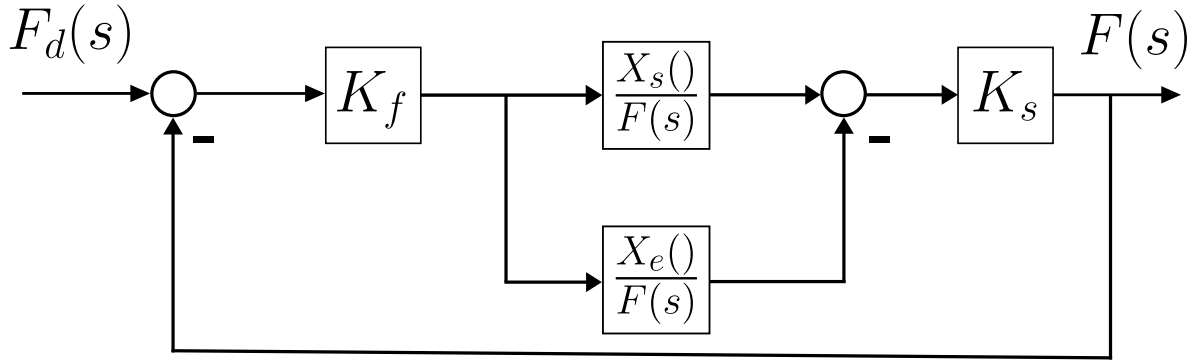 F_d(s)
F(s)
K_f
X_s()
F(s)
K_s
-
-
X_e()
F(s)